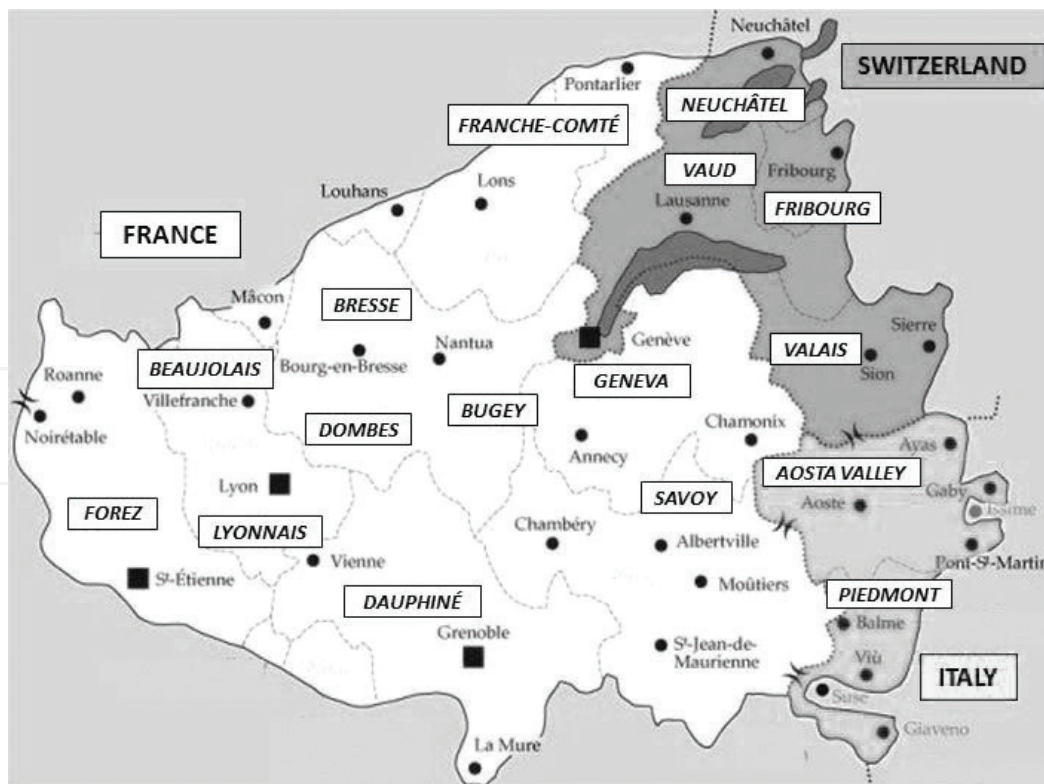 Neuchâtel
SWITZERLAND
Pontarlier
NEUCHÂTEL
FRANCHE-COMTÉ
VAUD
Fribourg
Louhans
Lons
Lausanne
FRIBOURG
FRANCE
Mâcon
BRESSE
Sierre
Genève
VALAIS
Nantua
BEAUJOLAIS
Bourg-en-Bresse
Sion
Roanne
GENEVA
Villefranche
BUGEY
Noirétable
DOMBES
Chamonix
Annecy
Ayas
AOSTA VALLEY
Lyon
Gaby
SAVOY
Aoste
Issime
FOREZ
Chambéry
LYONNAIS
Albertville
Vienne
Pont-St-Martin
St-Étienne
Moûtiers
PIEDMONT
DAUPHINÉ
Balme
Grenoble
St-Jean-de-
Maurienne
Viù
ITALY
Suse
Giaveno
La Mure